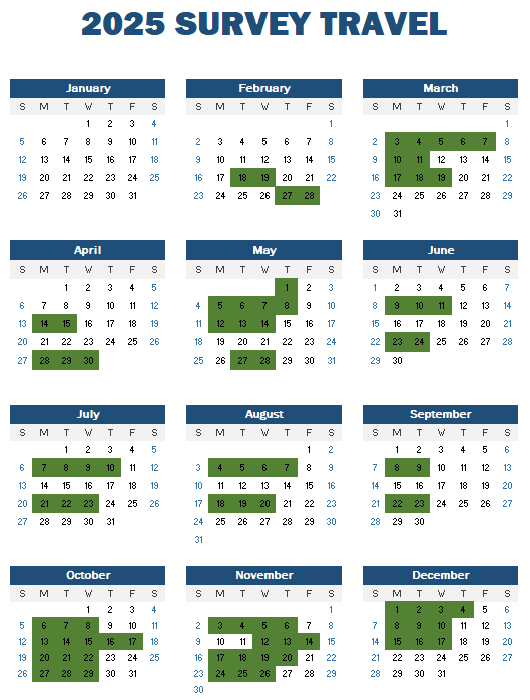 2025 SURVEY TRAVEL
January
S M T W T F S
1 2 3 4
5 6 7 8 9 10 11
12 13 14 15 16 17 18
19 20 21 22 23 24 25
26 27 28 29 30 31
February
S M T W T F S
1
2 3 4 5 6 7 8
9 10 11 12 13 14 15
16 17 18 19 20 21 22
23 24 25 26 27 28
March
S M T W T F S
1
2 3 4 5 6 7 8
9 10 11 12 13 14 15
16 17 18 19 20 21 22
23 24 25 26 27 28 29
30 31
April
S M T W T F S
1 2 3 4 5
6 7 8 9 10 11 12
13 14 15 16 17 18 19
20 21 22 23 24 25 26
27 28 29 30
May
S M T W T F S
1 2 3
4 5 6 7 8 9 10
11 12 13 14 15 16 17
18 19 20 21 22 23 24
25 26 27 28 29 30 31
June
S M T W T F S
1 2 3 4 5 6 7
8 9 10 11 12 13 14
15 16 17 18 19 20 21
22 23 24 25 26 27 28
29 30
July
S M T W T F S
1 2 3 4 5
6 7 8 9 10 11 12
13 14 15 16 17 18 19
20 21 22 23 24 25 26
27 28 29 30 31
August
S M T W T F S
1 2
3 4 5 6 7 8 9
10 11 12 13 14 15 16
17 18 19 20 21 22 23
24 25 26 27 28 29 30
31
September
S M T W T F S
1 2 3 4 5 6
7 8 9 10 11 12 13
14 15 16 17 18 19 20
21 22 23 24 25 26 27
28 29 30
October
S M T W T F S
1 2 3 4
5 6 7 8 9 10 11
12 13 14 15 16 17 18
19 20 21 22 23 24 25
26 27 28 29 30 31
November
S M T W T F S
1
2 3 4 5 6 7 8
9 10 11 12 13 14 15
16 17 18 19 20 21 22
23 24 25 26 27 28 29
30
December
S M T W T F S
1 2 3 4 5 6
7 8 9 10 11 12 13
14 15 16 17 18 19 20
21 22 23 24 25 26 27
28 29 30 31